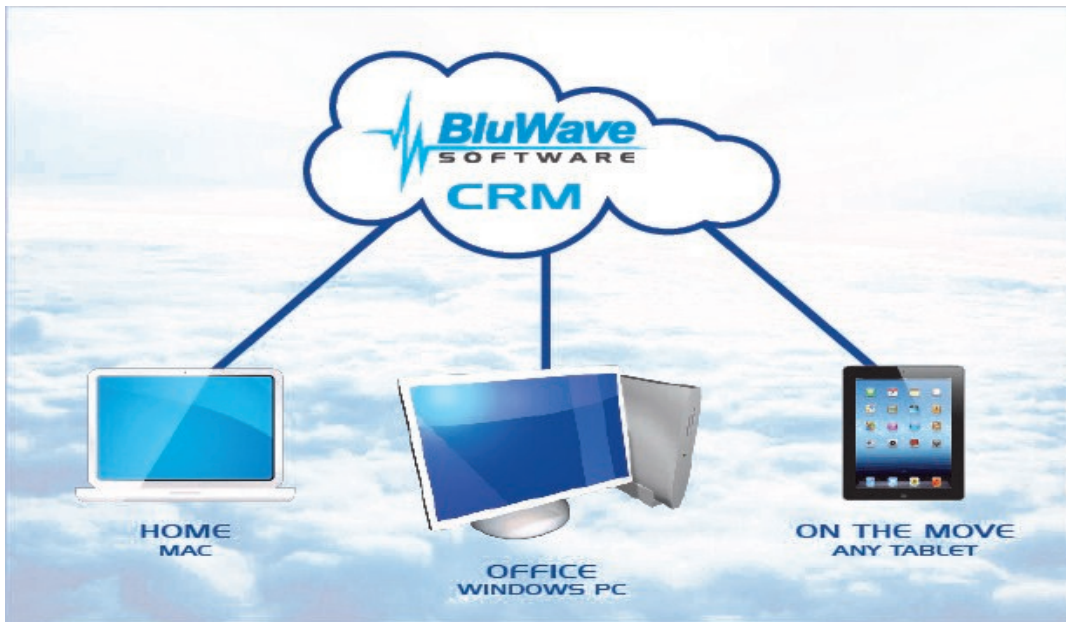 BluWave
SOFTWARE
CRM
HOME
MAC
OFFICE
WINDOWS PC
ON THE MOVE
ANY TABLET